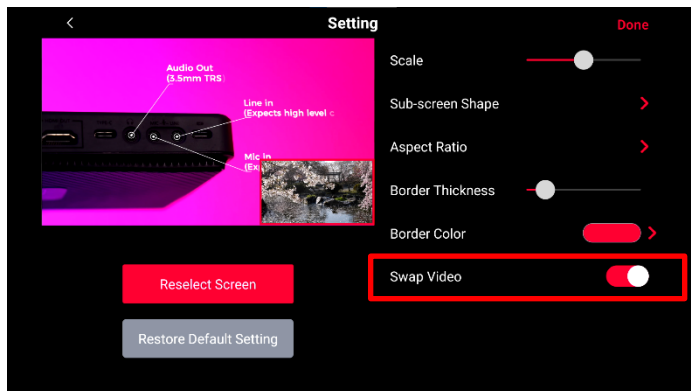 Setting
Done
Audio Out
(3.5mm TRS
Line in
(Expects high level c
Mic in
(Ex
Scale
Sub-screen Shape
Aspect Ratio
Border Thickness
Border Color
Swap Video
Reselect Screen
Restore Default Setting